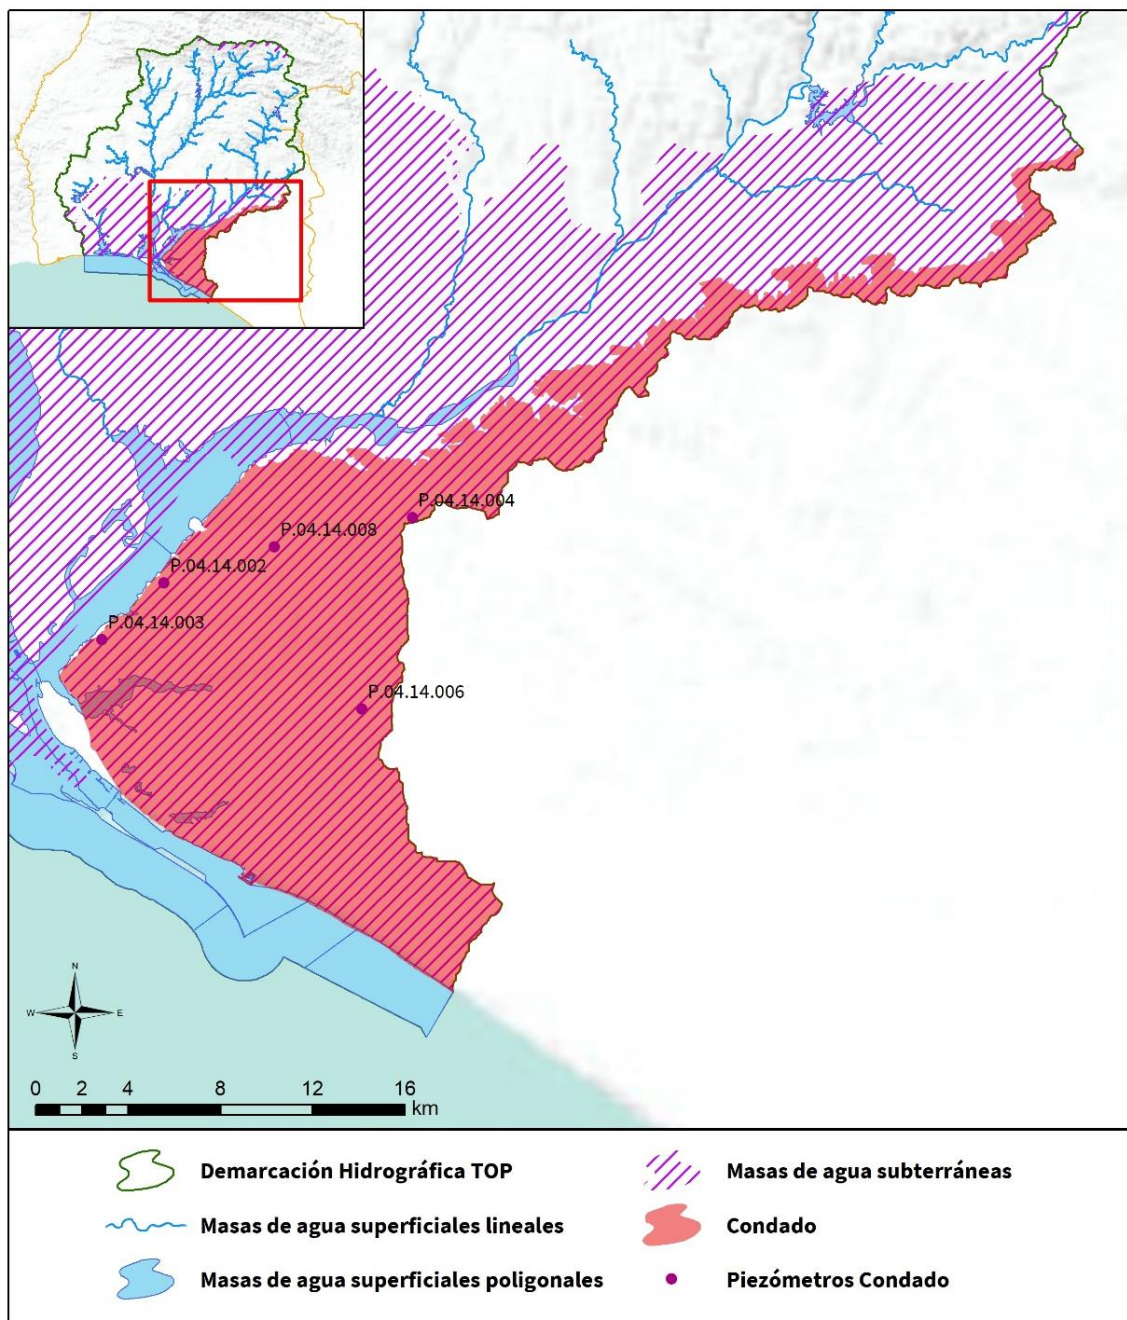 P.04.14.004
P.04.14.008
P.04.14.002
P.04.14.003
P.04.14.006
N
W E
S
0 2 4 8 12 16
km
Demarcación Hidrográfica TOP
Masas de agua subterráneas
Masas de agua superficiales lineales
Condado
Masas de agua superficiales poligonales
Piezómetros Condado